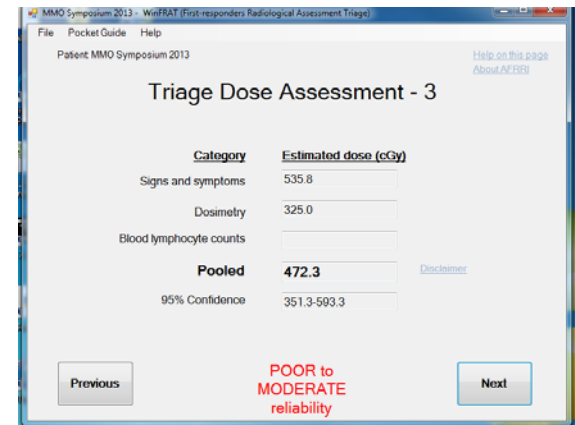 MMO Symposium 2013 - WinFRAT (First-responders Radiological Assessment Triage)
File PocketGuide Help
Patient: MMO Symposium 2013
Help on this page
About AFRRI
Triage Dose Assessment - 3
Category Estimated dose (cGy)
Signs and symptoms 535.8
Dosimetry 325.0
Blood lymphocyte counts
Pooled 472.3 Disclaimer
95% Confidence 351.3-593.3
Previous
POOR to
MODERATE
reliability
Next